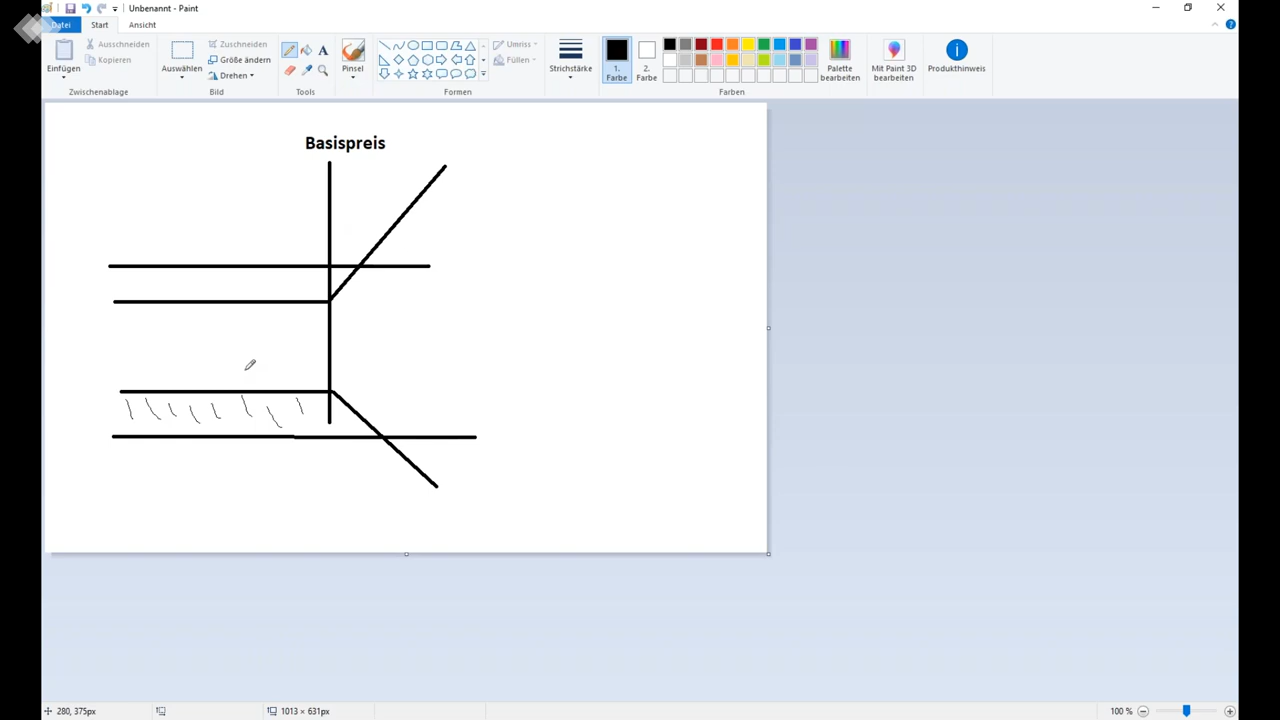 Unbenannt - Paint
Datei Start Ansicht
Einfügen
Ausschneiden
Kopieren
Zwischenablage
Auswählen
Zuschneiden
Größe ändern
Drehen
Bild
A
Tools
Pinsel
Umriss
Füllen
Formen
Strichstärke
1.
Farbe
2.
Farbe
Palette
bearbeiten
Farben
Mit Paint 3D
bearbeiten
Produkthinweis
Basispreis
280, 375px
1013 × 631px
100 %